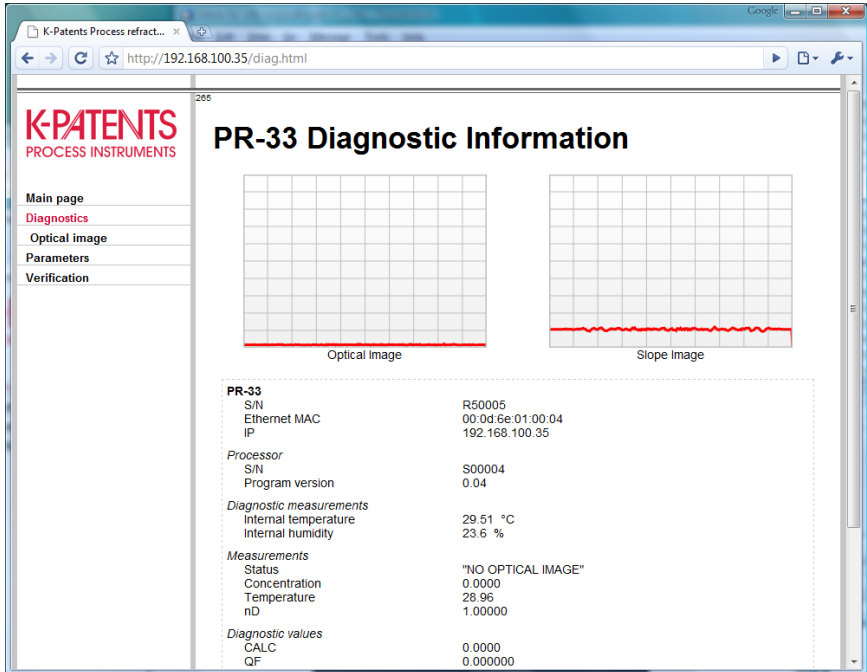 Google
K-Patents Process refract...
http://192.168.100.35/diag.html
265
K-PATENTS
PROCESS INSTRUMENTS
Main page
Diagnostics
Optical image
Parameters
Verification
PR-33 Diagnostic Information
Optical Image
Slope Image
PR-33
S/N R50005
Ethernet MAC 00:0d:6e:01:00:04
IP 192.168.100.35
Processor
S/N S00004
Program version 0.04
Diagnostic measurements
Internal temperature 29.51 °C
Internal humidity 23.6 %
Measurements
Status "NO OPTICAL IMAGE"
Concentration 0.0000
Temperature 28.96
nD 1.00000
Diagnostic values
CALC 0.0000
QF 0.000000